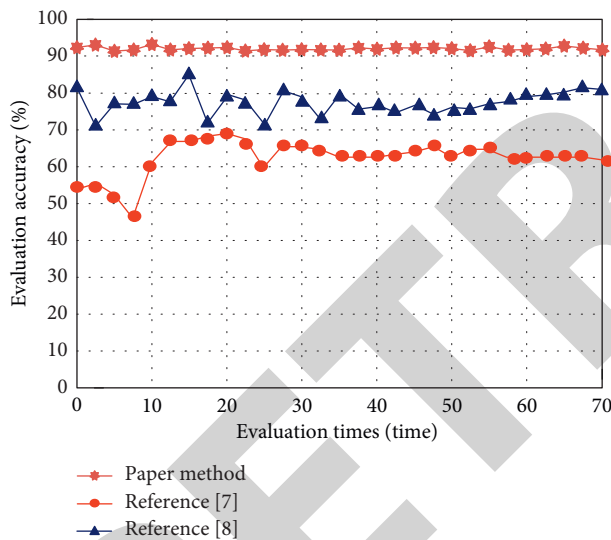 100
90
80
70
60
50
40
30
20
10
0
Evaluation accuracy (%)
0 10 20 30 40 50 60 70
Evaluation times (time)
Paper method
Reference [7]
Reference [8]